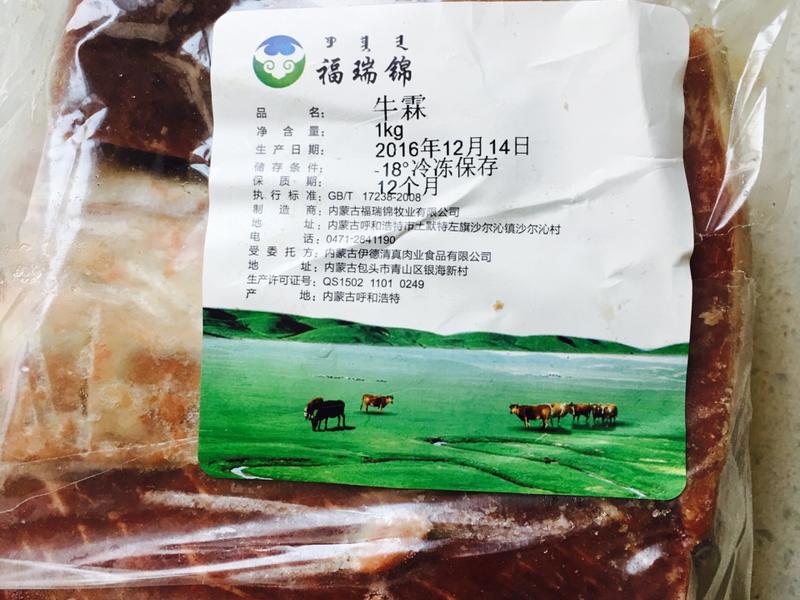 福瑞锦
品 名: 牛霖
净 含 量: 1kg
生 产 日 期: 2016年12月14日
储 存 条 件: -18°冷冻保存
保 质 期: 12个月
执 行 标 准: GB/T 17238-2008
制 造 商: 内蒙古福瑞锦牧业有限公司
地 址: 内蒙古呼和浩特市土默特左旗沙尔沁镇沙尔沁村
电 话: 0471-2841190
受 委 托 方: 内蒙古伊德清真肉业食品有限公司
地 址: 内蒙古包头市青山区银海新村
生产许可证号: QS1502 1101 0249
产 地: 内蒙古呼和浩特